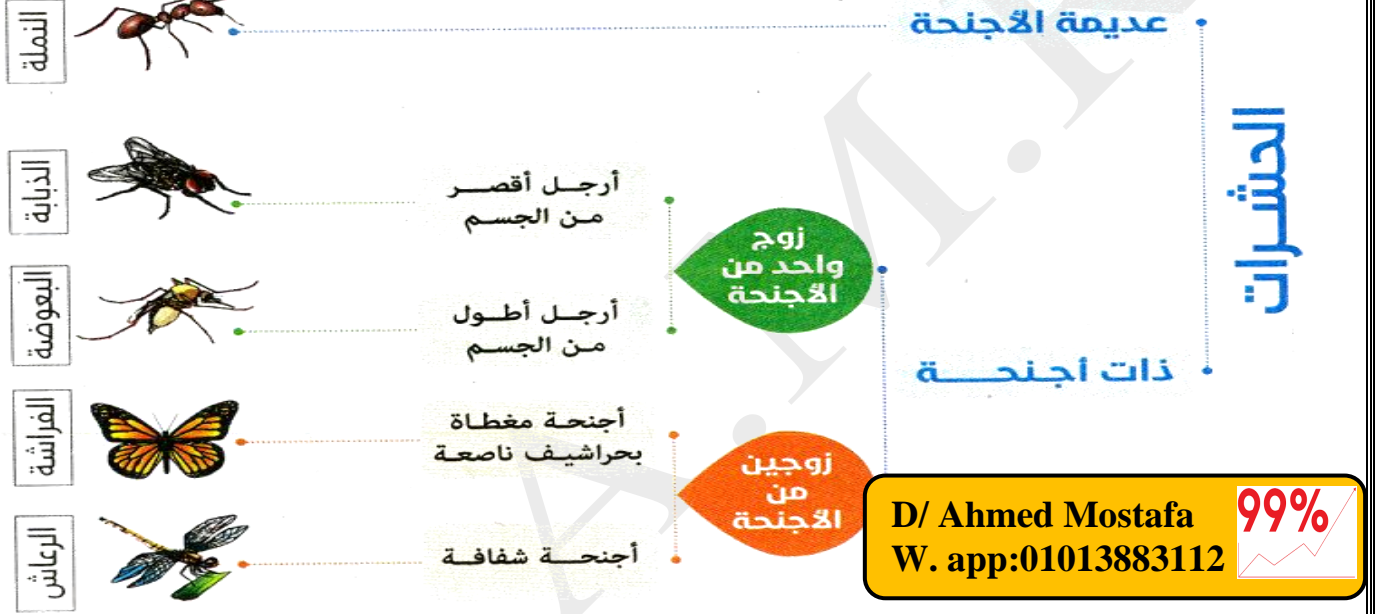 الحشرات
عديمة الأجنحة
النملة
ذات أجنحة
زوج
واحد من
الأجنحة
أرجل أقصر
من الجسم
الذبابة
أرجل أطول
من الجسم
البعوضة
زوجين
من
الأجنحة
أجنحة مغطاة
بحراشيف ناصعة
الفراشة
أجنحة شفافة
الرعاش
D/ Ahmed Mostafa
W. app:01013883112
99%
A.M.